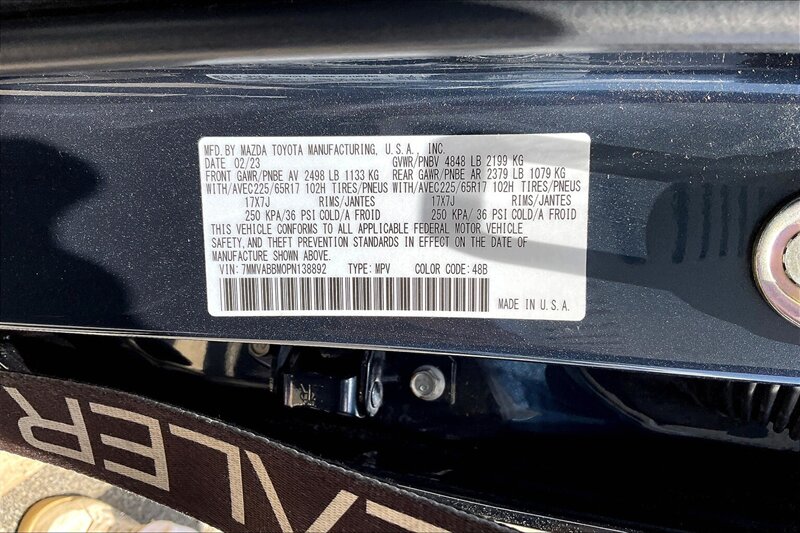 MFD. BY MAZDA TOYOTA MANUFACTURING, U.S.A., INC.
DATE 02/23 GVWR/PNBV 4848 LB 2199 KG
FRONT GAWR/PNBE AV 2498 LB 1133 KG REAR GAWR/PNBE AR 2379 LB 1079 KG
WITH/AVEC225/65R17 102H TIRES/PNEUS WITH/AVEC225/65R17 102H TIRES/PNEUS
17X7J RIMS/JANTES 17X7J RIMS/JANTES
250 KPA/36 PSI COLD/A FROID 250 KPA/ 36 PSI COLD/A FROID
THIS VEHICLE CONFORMS TO ALL APPLICABLE FEDERAL MOTOR VEHICLE
SAFETY, AND THEFT PREVENTION STANDARDS IN EFFECT ON THE DATE OF
MANUFACTURE SHOWN ABOVE.
VIN: 7MMVABBM0PN138892 TYPE: MPV COLOR CODE: 48B
MADE IN U.S.A.
ALER